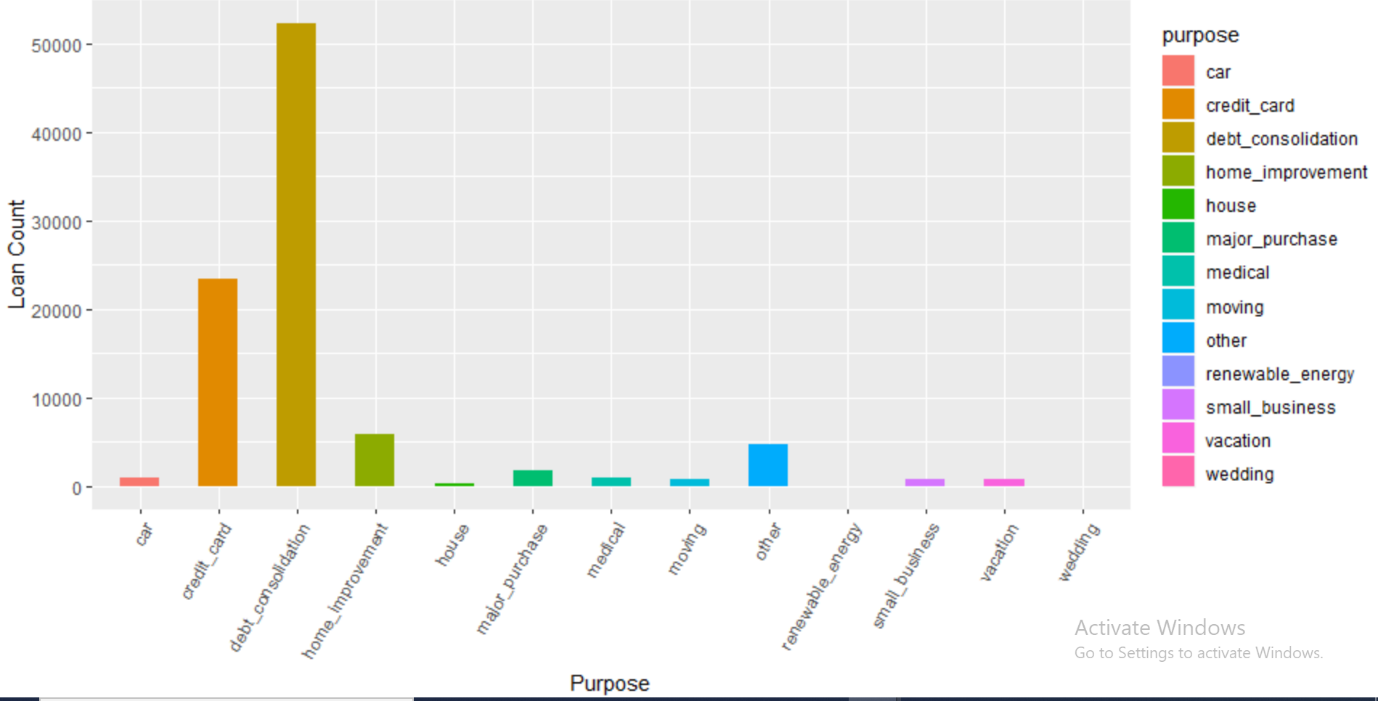 50000
40000
30000
20000
10000
0
Loan Count
car
credit_card
debt_consolidation
home_improvement
house
major_purchase
medical
moving
other
renewable_energy
small_business
vacation
wedding
Purpose
purpose
car
credit_card
debt_consolidation
home_improvement
house
major_purchase
medical
moving
other
renewable_energy
small_business
vacation
wedding
Activate Windows
Go to Settings to activate Windows.